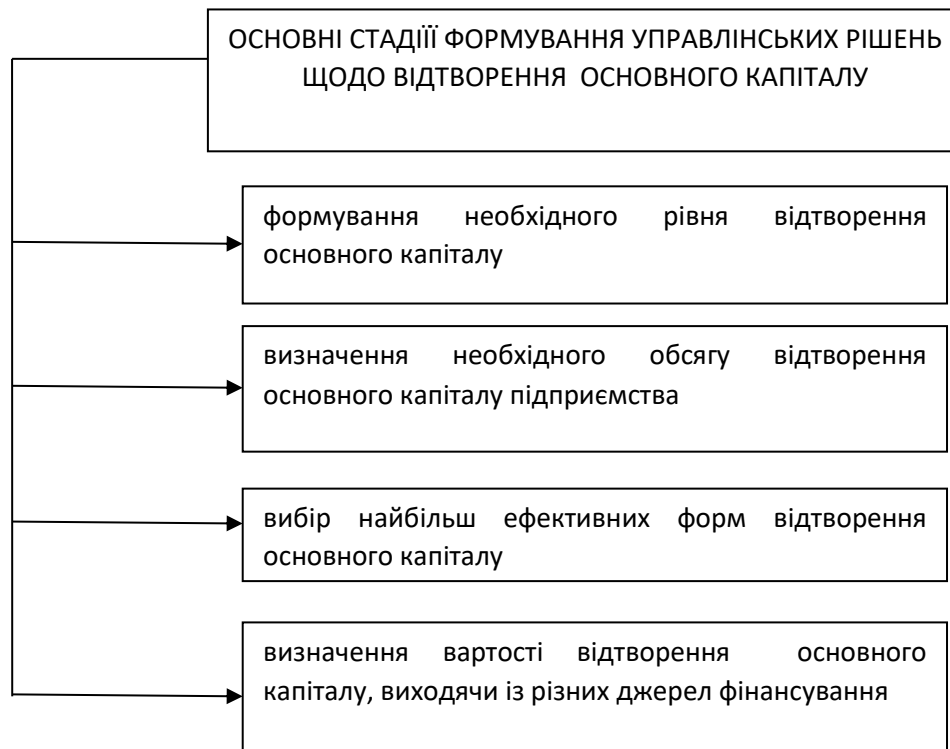 ОСНОВНІ СТАДІЇЇ ФОРМУВАННЯ УПРАВЛІНСЬКИХ РІШЕНЬ
ЩОДО ВІДТВОРЕННЯ ОСНОВНОГО КАПІТАЛУ
формування необхідного рівня відтворення
основного капіталу
визначення необхідного обсягу відтворення
основного капіталу підприємства
вибір найбільш ефективних форм відтворення
основного капіталу
визначення вартості відтворення основного
капіталу, виходячи із різних джерел фінансування